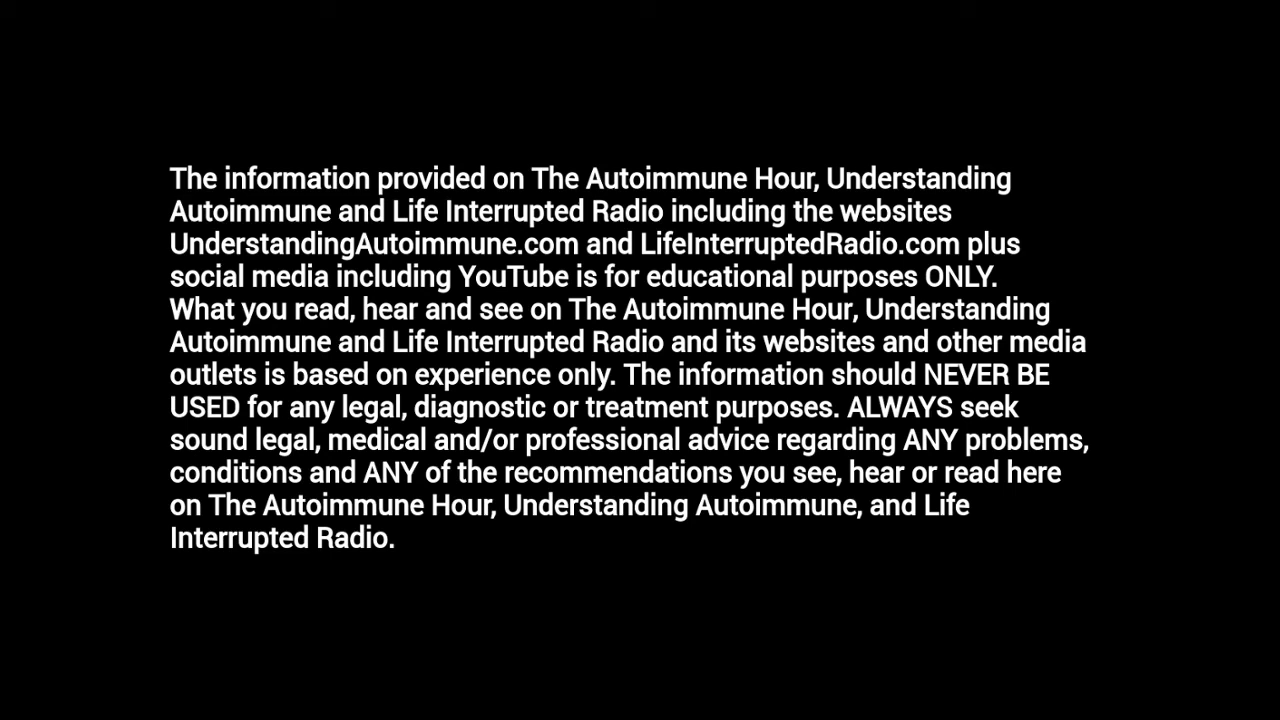 The information provided on The Autoimmune Hour, Understanding
Autoimmune and Life Interrupted Radio including the websites
UnderstandingAutoimmune.com and LifeInterruptedRadio.com plus
social media including YouTube is for educational purposes ONLY.
What you read, hear and see on The Autoimmune Hour, Understanding
Autoimmune and Life Interrupted Radio and its websites and other media
outlets is based on experience only. The information should NEVER BE
USED for any legal, diagnostic or treatment purposes. ALWAYS seek
sound legal, medical and/or professional advice regarding ANY problems,
conditions and ANY of the recommendations you see, hear or read here
on The Autoimmune Hour, Understanding Autoimmune, and Life
Interrupted Radio.